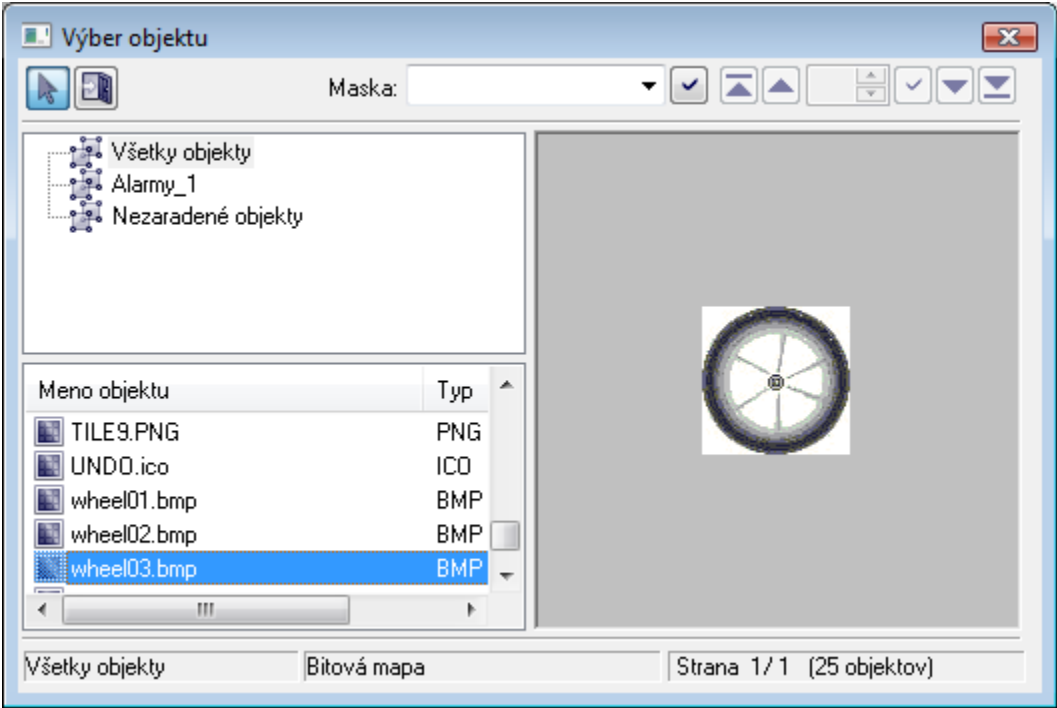 Výber objektu
Maska:
Všetky objekty
Alarmy_1
Nezaradené objekty
Meno objektu Typ
TILE9.PNG PNG
UNDO.ico ICO
wheel01.bmp BMP
wheel02.bmp BMP
wheel03.bmp BMP
Všetky objekty Bitová mapa Strana 1/1 (25 objektov)